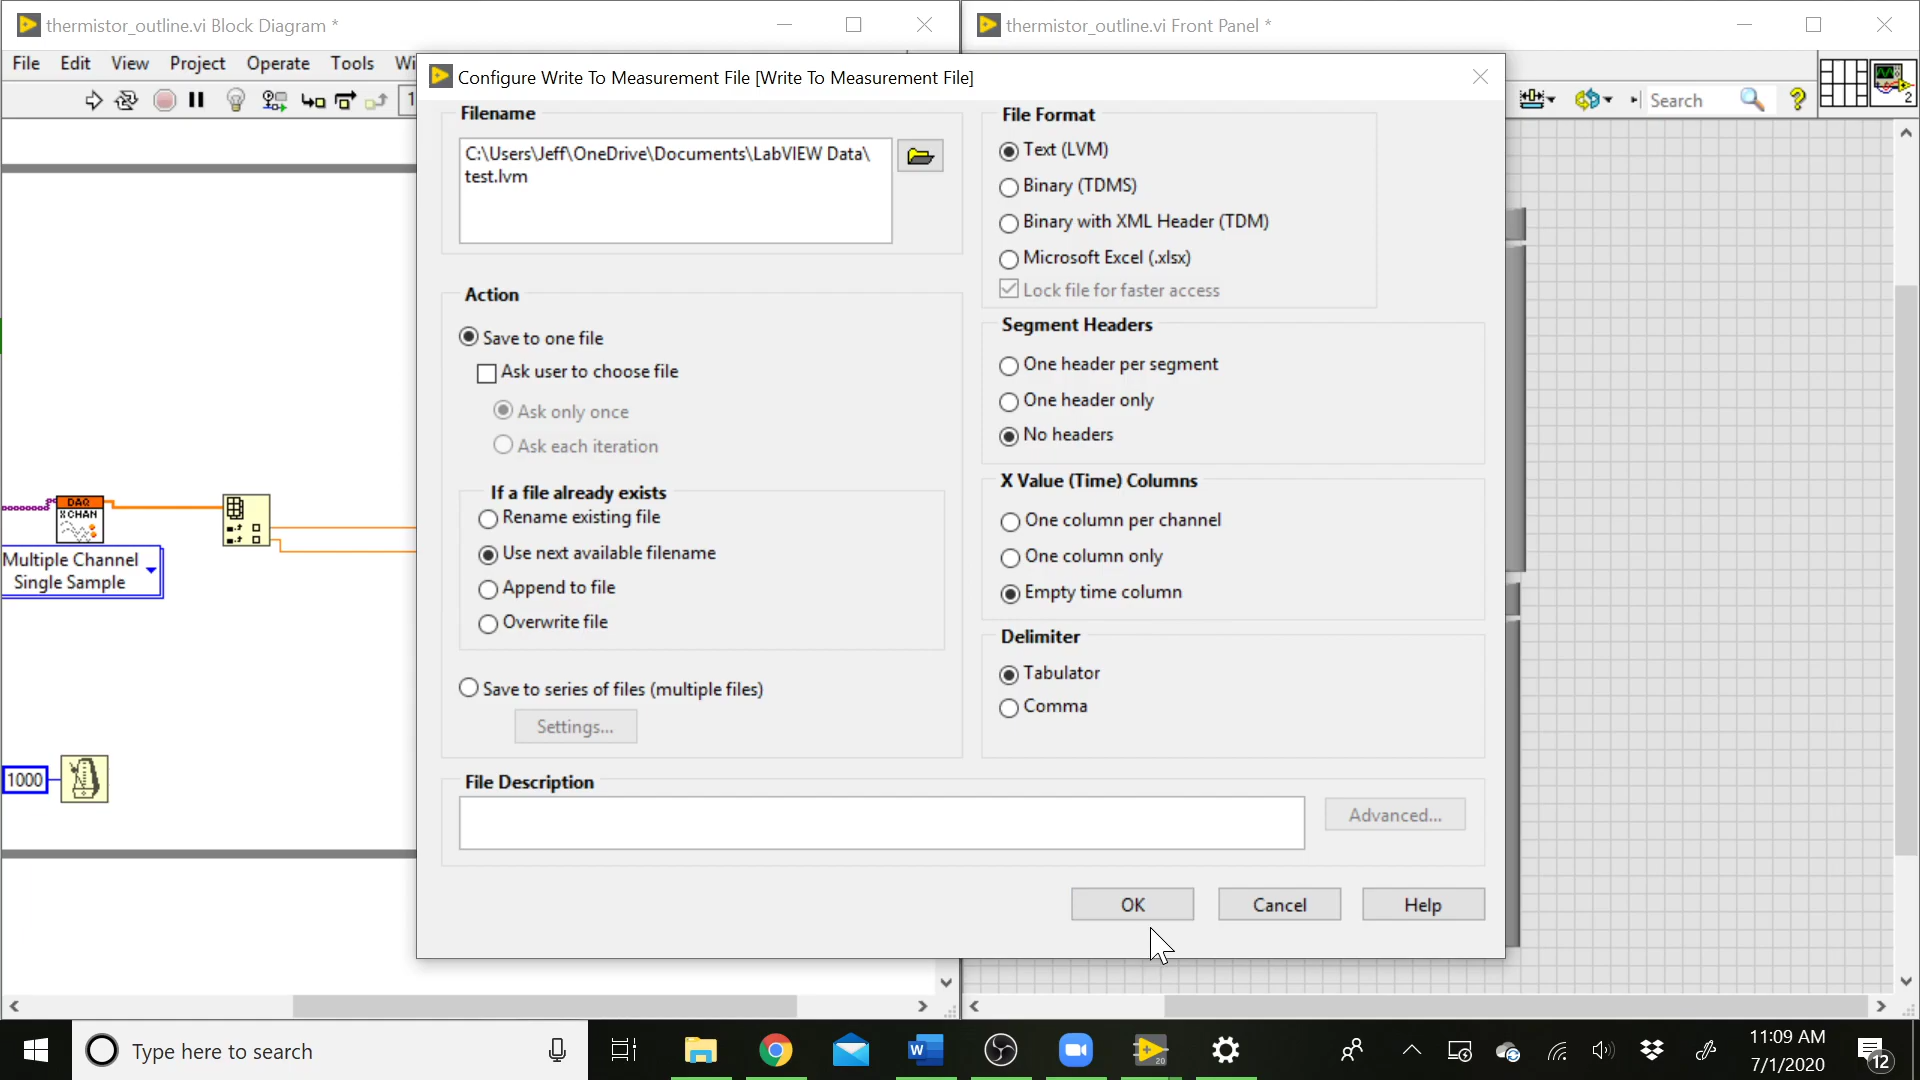 thermistor_outline.vi Block Diagram *
thermistor_outline.vi Front Panel *
File Edit View Project Operate Tools Wi
Search
2
Configure Write To Measurement File [Write To Measurement File]
Filename
C:\Users\Jeff\OneDrive\Documents\LabVIEW Data\
test.lvm
Action
Save to one file
Ask user to choose file
Ask only once
Ask each iteration
If a file already exists
Rename existing file
Use next available filename
Append to file
Overwrite file
Save to series of files (multiple files)
Settings...
File Format
Text (LVM)
Binary (TDMS)
Binary with XML Header (TDM)
Microsoft Excel (.xlsx)
Lock file for faster access
Segment Headers
One header per segment
One header only
No headers
X Value (Time) Columns
One column per channel
One column only
Empty time column
Delimiter
Tabulator
Comma
File Description
Advanced...
OK Cancel Help
DAQ
XCHAN
Multiple Channel
Single Sample
1000
Type here to search
20
11:09 AM
7/1/2020
12